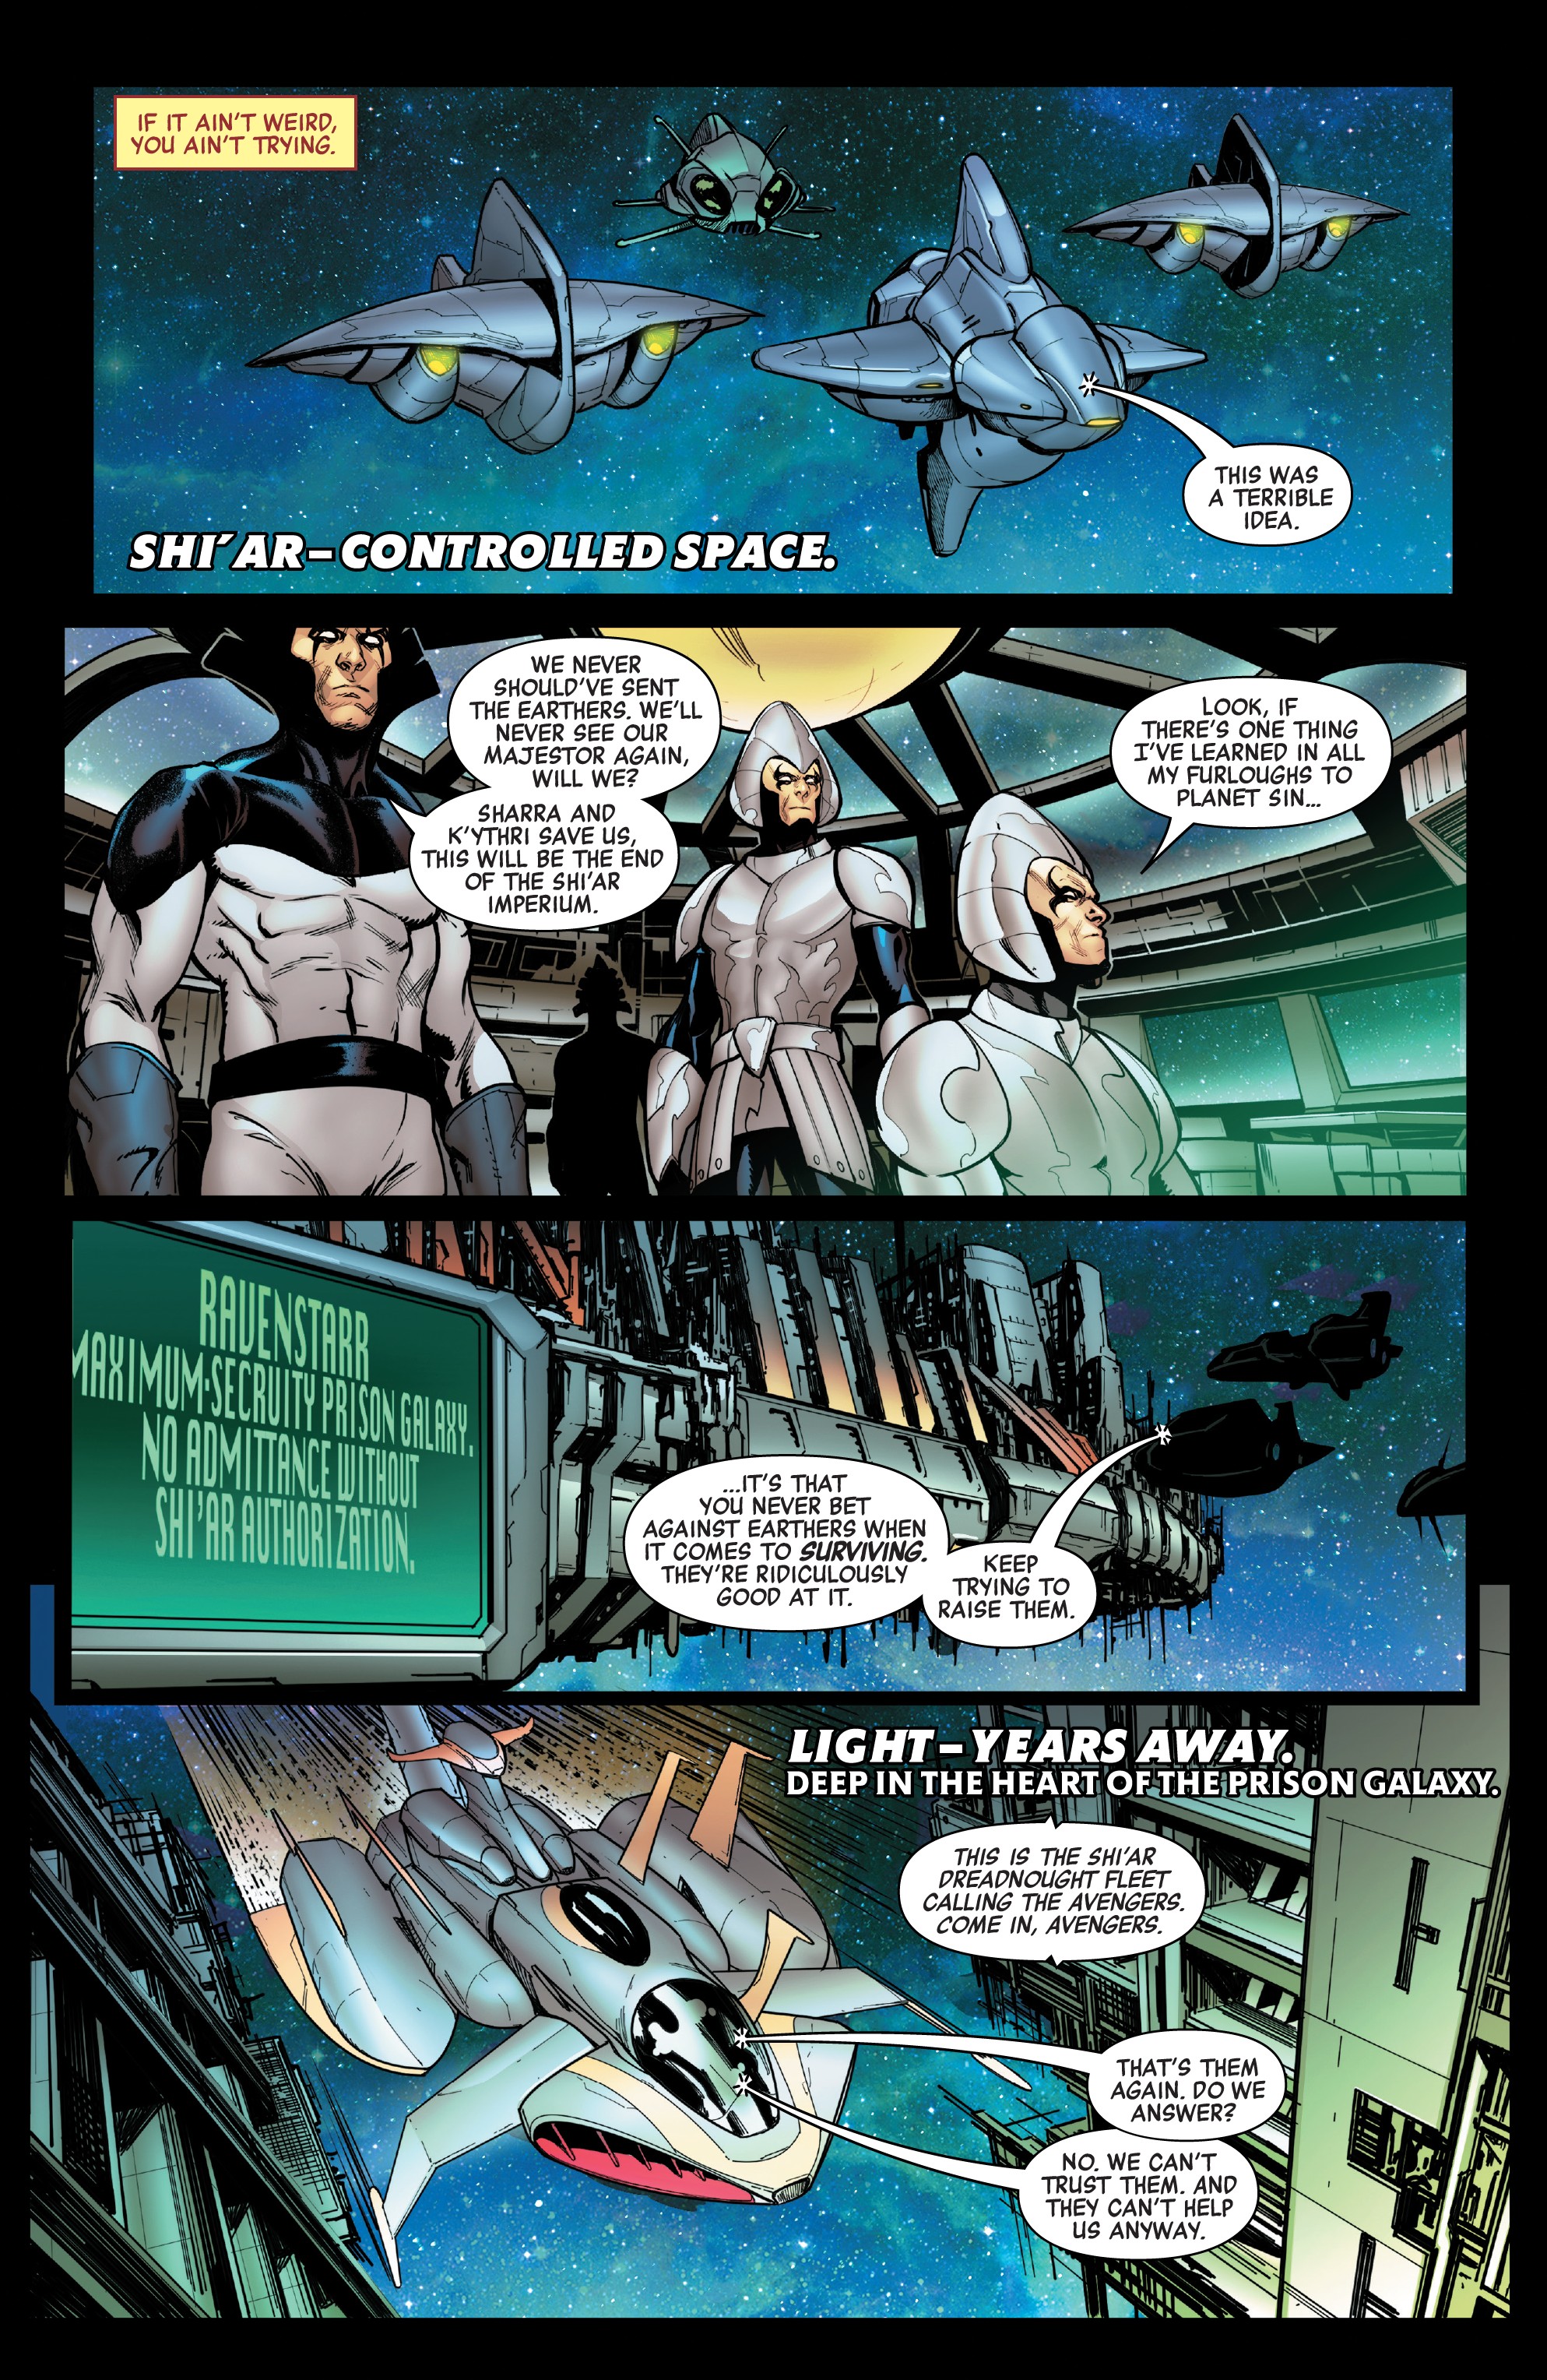 IF IT AIN'T WEIRD,
YOU AIN'T TRYING.
THIS WAS
A TERRIBLE
IDEA.
SHI'AR–CONTROLLED SPACE.
WE NEVER
SHOULD'VE SENT
THE EARTHERS. WE'LL
NEVER SEE OUR
MAJESTOR AGAIN,
WILL WE?
SHARRA AND
K'YTHRI SAVE US,
THIS WILL BE THE END
OF THE SHI'AR
IMPERIUM.
LOOK, IF
THERE'S ONE THING
I'VE LEARNED IN ALL
MY FURLOUGHS TO
PLANET SIN...
RAVENSTARR
MAXIMUM-SECRUITY PRISON GALAXY.
NO ADMITTANCE WITHOUT
SHI'AR AUTHORIZATION.
...IT'S THAT
YOU NEVER BET
AGAINST EARTHERS WHEN
IT COMES TO SURVIVING.
THEY'RE RIDICULOUSLY
GOOD AT IT.
KEEP
TRYING TO
RAISE THEM.
LIGHT–YEARS AWAY.
DEEP IN THE HEART OF THE PRISON GALAXY.
THIS IS THE SHI'AR
DREADNOUGHT FLEET
CALLING THE AVENGERS.
COME IN, AVENGERS.
THAT'S THEM
AGAIN. DO WE
ANSWER?
NO. WE CAN'T
TRUST THEM. AND
THEY CAN'T HELP
US ANYWAY.